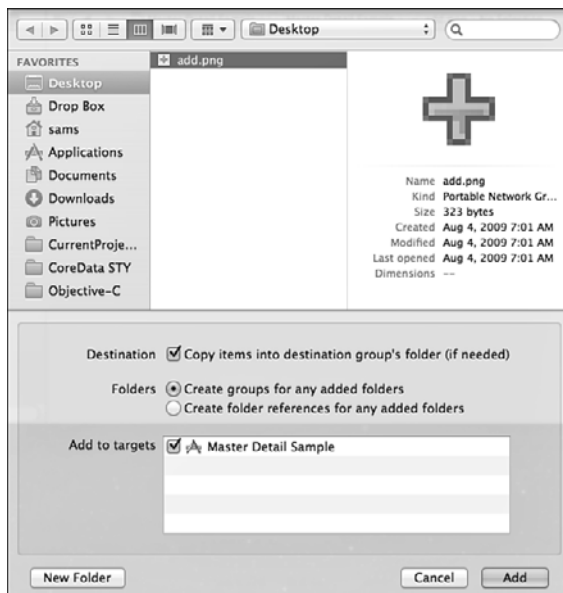 Desktop
FAVORITES
Desktop
Drop Box
sams
Applications
Documents
Downloads
Pictures
CurrentProje...
CoreData STY
Objective-C
add.png
Name add.png
Kind Portable Network Gr...
Size 323 bytes
Created Aug 4, 2009 7:01 AM
Modified Aug 4, 2009 7:01 AM
Last opened Aug 4, 2009 7:01 AM
Dimensions --
Destination Copy items into destination group's folder (if needed)
Folders Create groups for any added folders
Create folder references for any added folders
Add to targets Master Detail Sample
New Folder
Cancel
Add